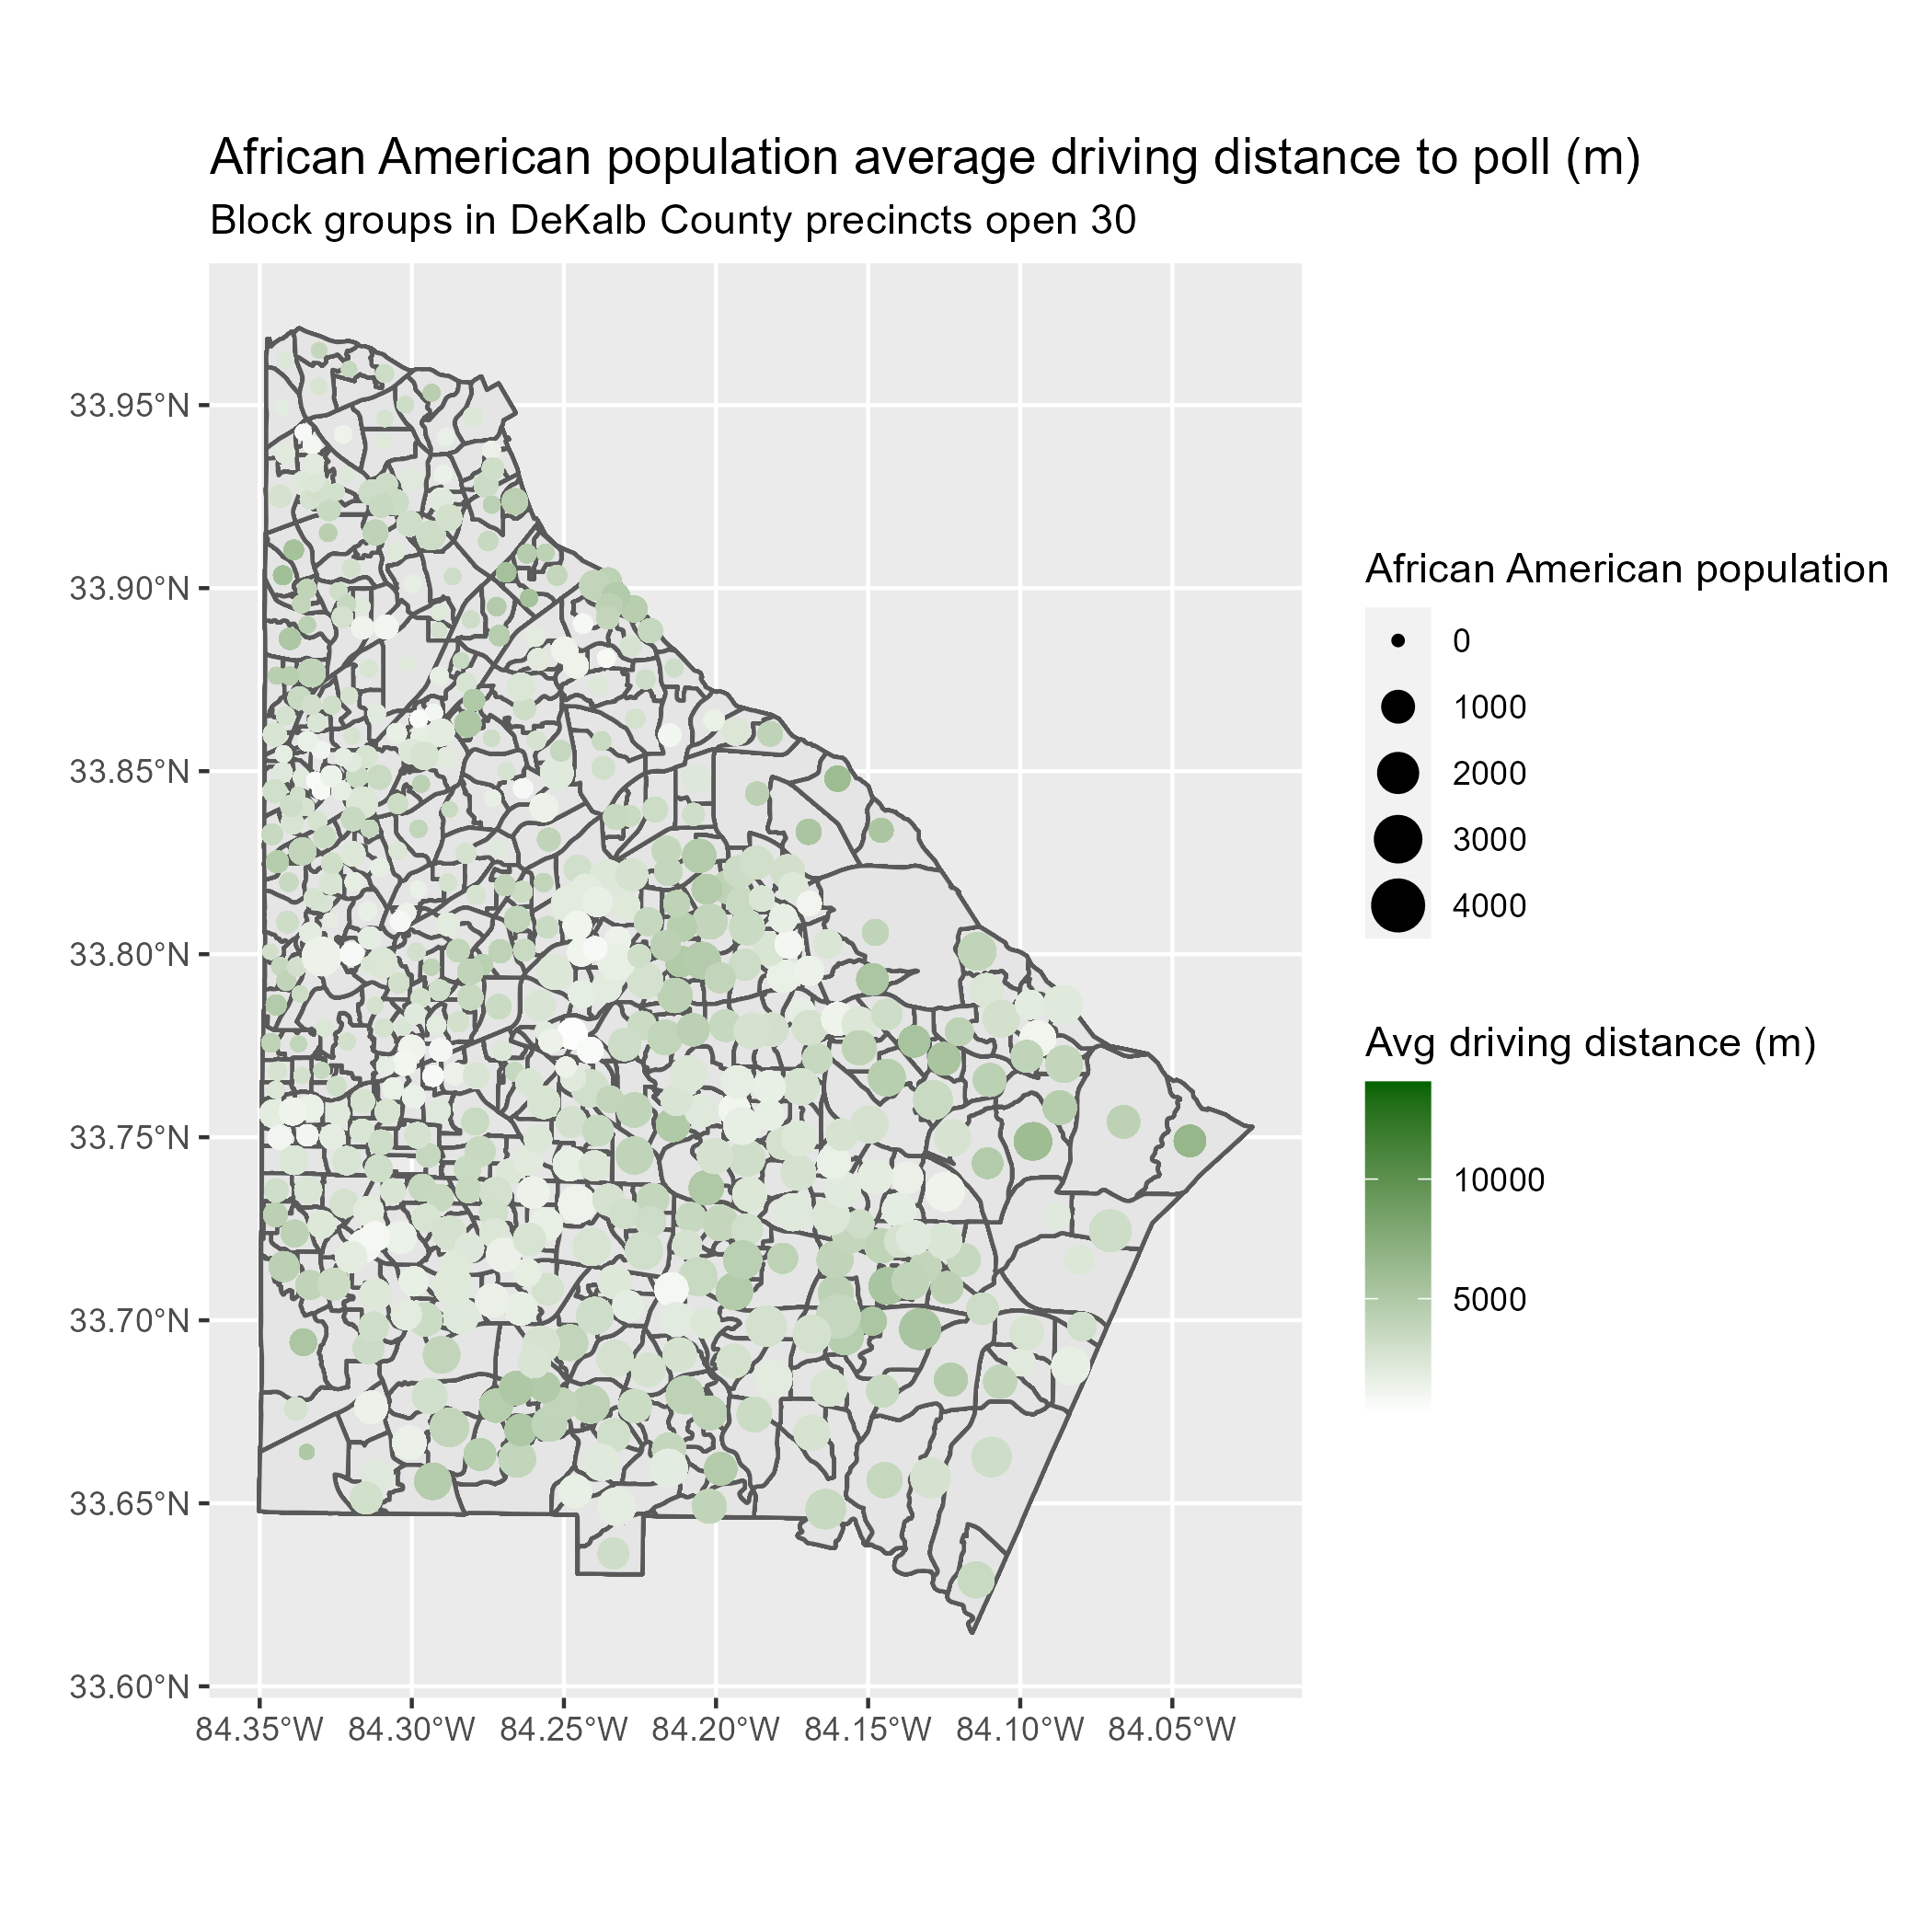 African American population average driving distance to poll (m)
Block groups in DeKalb County precincts open 30
33.95°N
33.90°N
33.85°N
33.80°N
33.75°N
33.70°N
33.65°N
33.60°N
84.35°W 84.30°W 84.25°W 84.20°W 84.15°W 84.10°W 84.05°W
African American population
0
1000
2000
3000
4000
Avg driving distance (m)
10000
5000